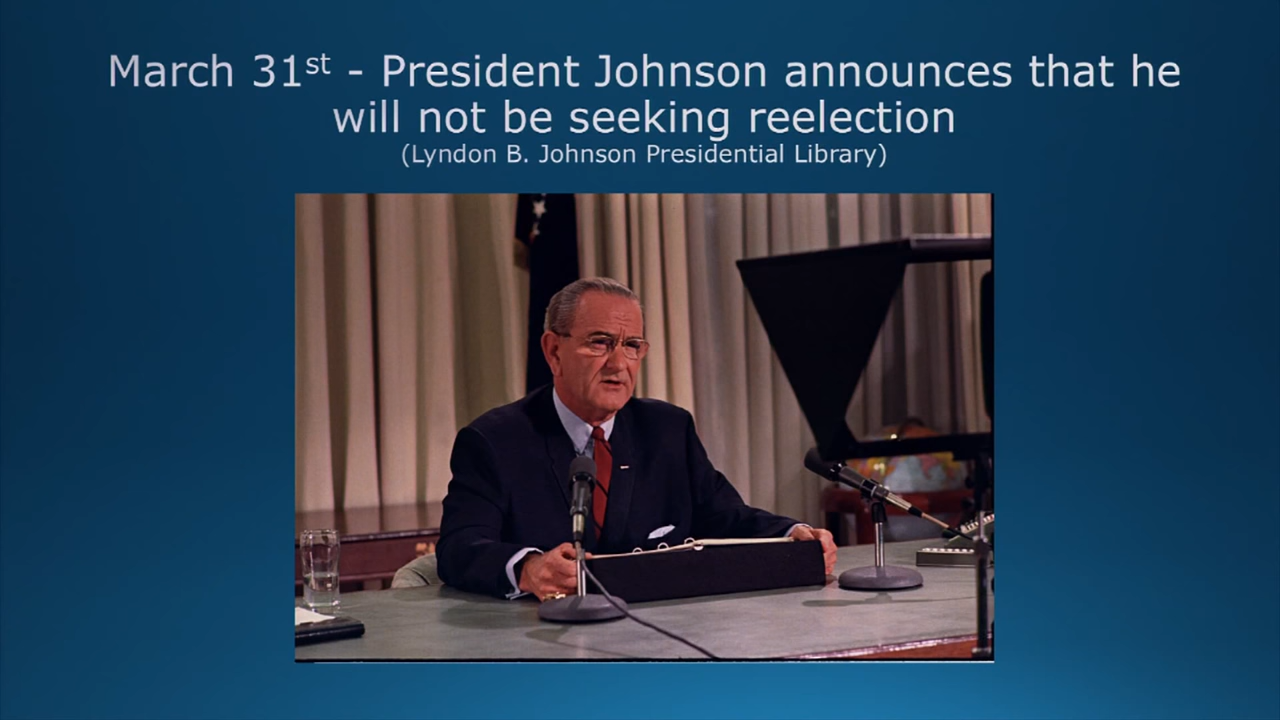 March 31st - President Johnson announces that he
will not be seeking reelection
(Lyndon B. Johnson Presidential Library)